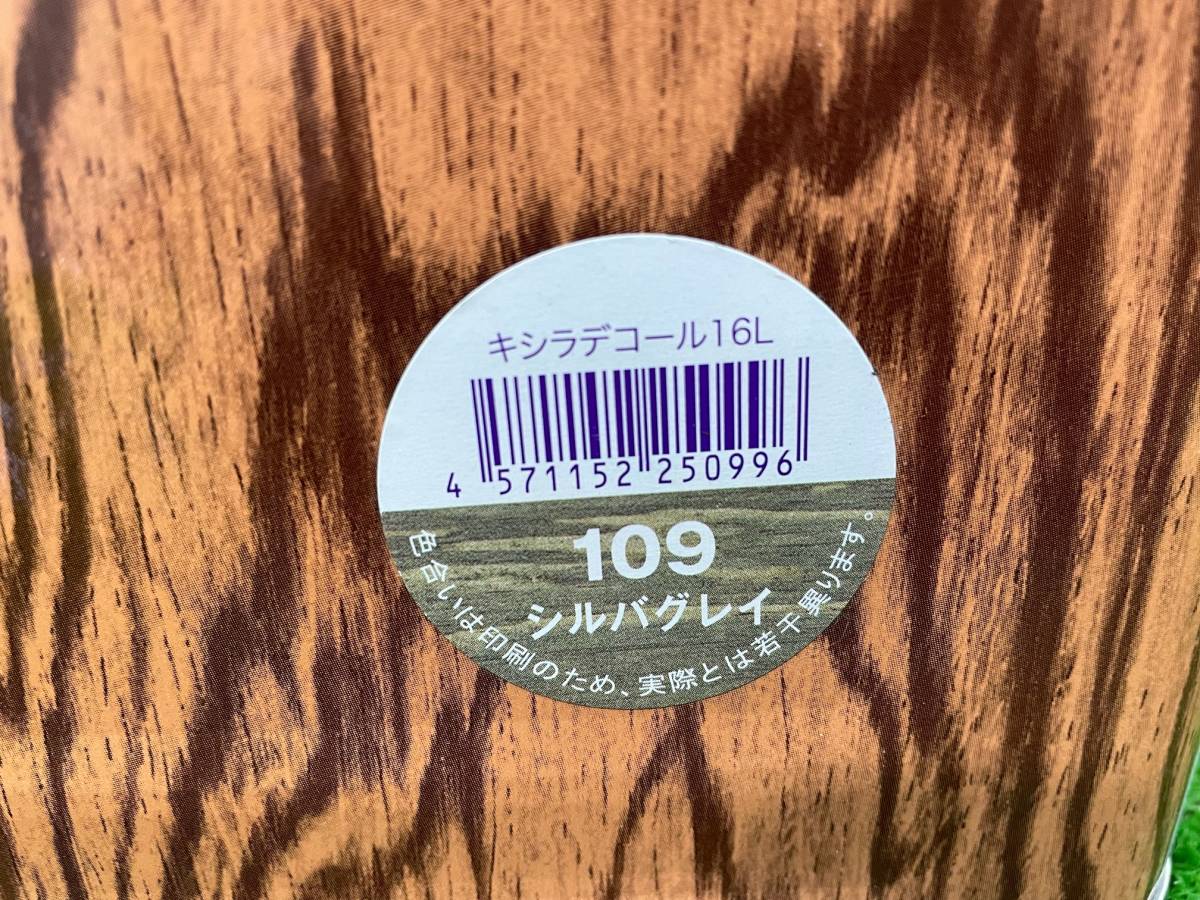 キシラデコール16L
4 571152 250996
109
シルバグレイ
色合いは印刷のため、実際とは若干異ります。